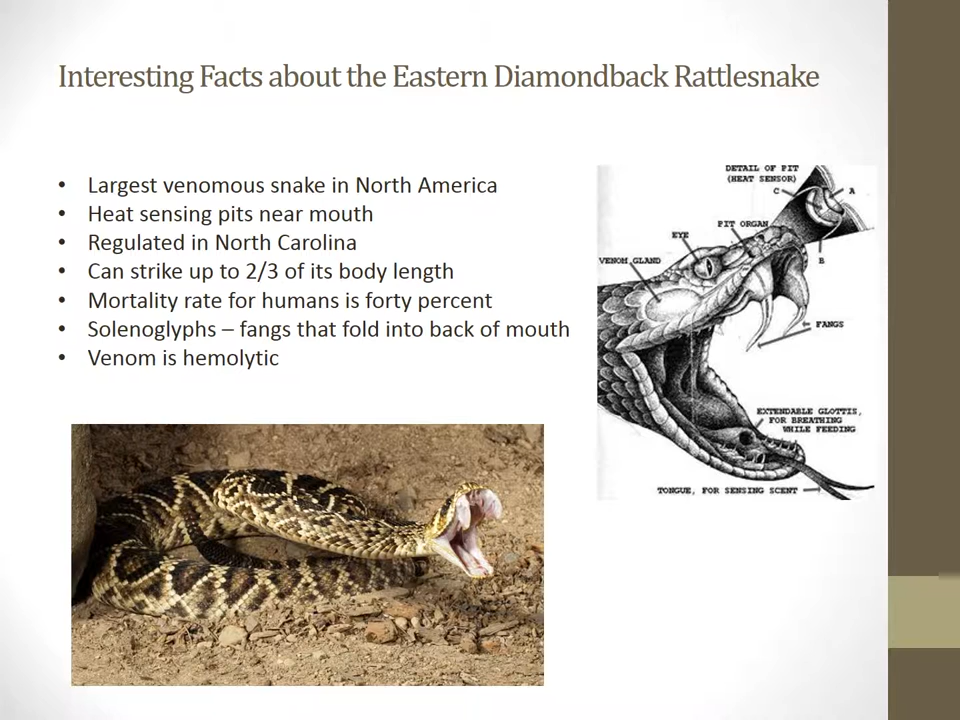 Interesting Facts about the Eastern Diamondback Rattlesnake
• Largest venomous snake in North America
• Heat sensing pits near mouth
• Regulated in North Carolina
• Can strike up to 2/3 of its body length
• Mortality rate for humans is forty percent
• Solenoglyphs – fangs that fold into back of mouth
• Venom is hemolytic
DETAIL OF PIT
(HEAT SENSOR)
C
A
PIT ORGAN
EYE
B
VENOM GLAND
FANGS
EXTENDABLE GLOTTIS,
FOR BREATHING
WHILE FEEDING
TONGUE, FOR SENSING SCENT